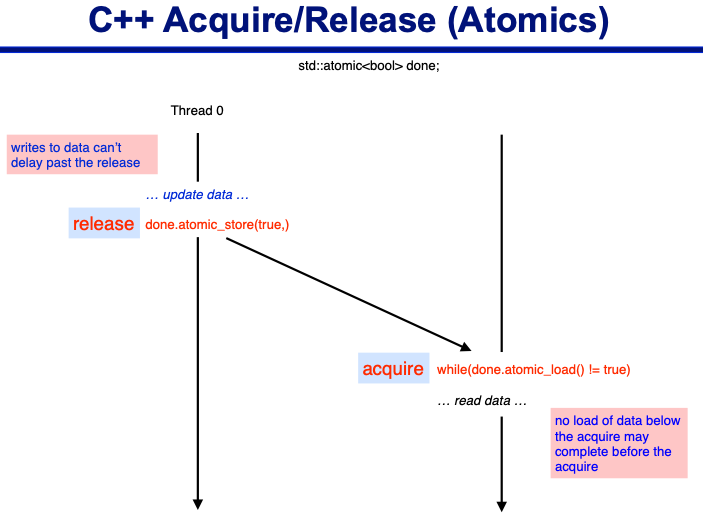 C++ Acquire/Release (Atomics)
std::atomic<bool> done;
Thread 0
writes to data can't
delay past the release
... update data ...
release
done.atomic_store(true,)
acquire
while(done.atomic_load() != true)
... read data ...
no load of data below
the acquire may
complete before the
acquire